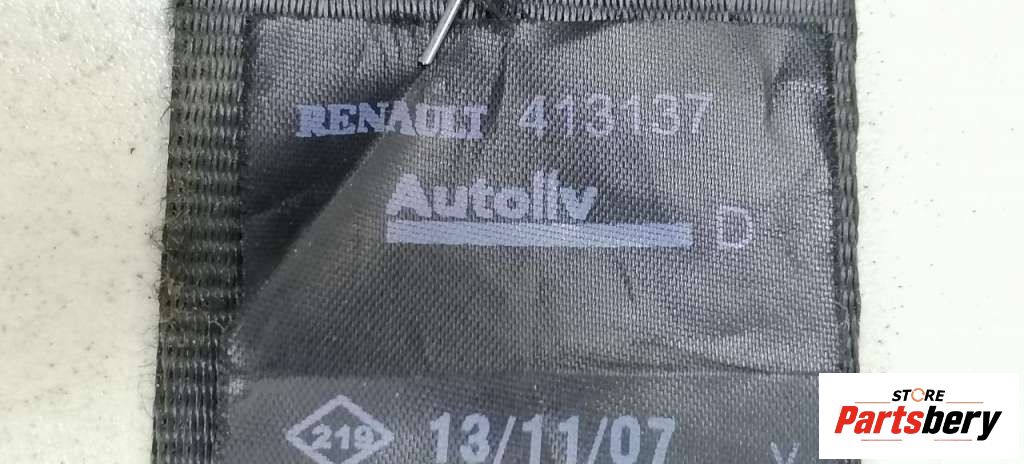 RENAULT 413137
Autoliv
D
219 13/11/07
V
STORE
Partsbery